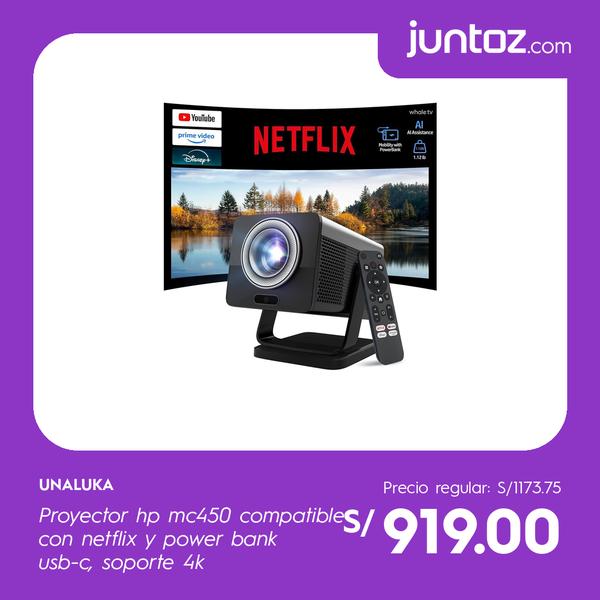 juntoz.com
YouTube
prime video
Disney+
NETFLIX
whale tv
AI
AI Assistance
Mobility with
PowerBank
1.12 lb
UNALUKA
Proyector hp mc450 compatible
con netflix y power bank
usb-c, soporte 4k
Precio regular: S/1173.75
S/ 919.00